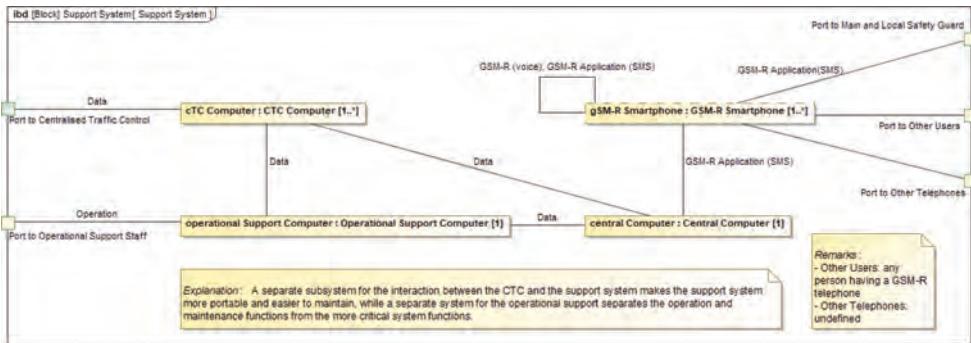 ibd [Block] Support System[ Support System ]
Port to Main and Local Safety Guard
GSM-R (voice), GSM-R Application (SMS)
GSM-R Application(SMS)
Data
cTC Computer : CTC Computer [1..*]
gSM-R Smartphone : GSM-R Smartphone [1..*]
Port to Centralised Traffic Control
Port to Other Users
Data
Data
GSM-R Application (SMS)
Port to Other Telephones
Operation
operational Support Computer : Operational Support Computer [1]
Data
central Computer : Central Computer [1]
Port to Operational Support Staff
Explanation: A separate subsystem for the interaction between the CTC and the support system makes the support system
more portable and easier to maintain, while a separate system for the operational support separates the operation and
maintenance functions from the more critical system functions.
Remarks:
- Other Users: any
person having a GSM-R
telephone
- Other Telephones:
undefined